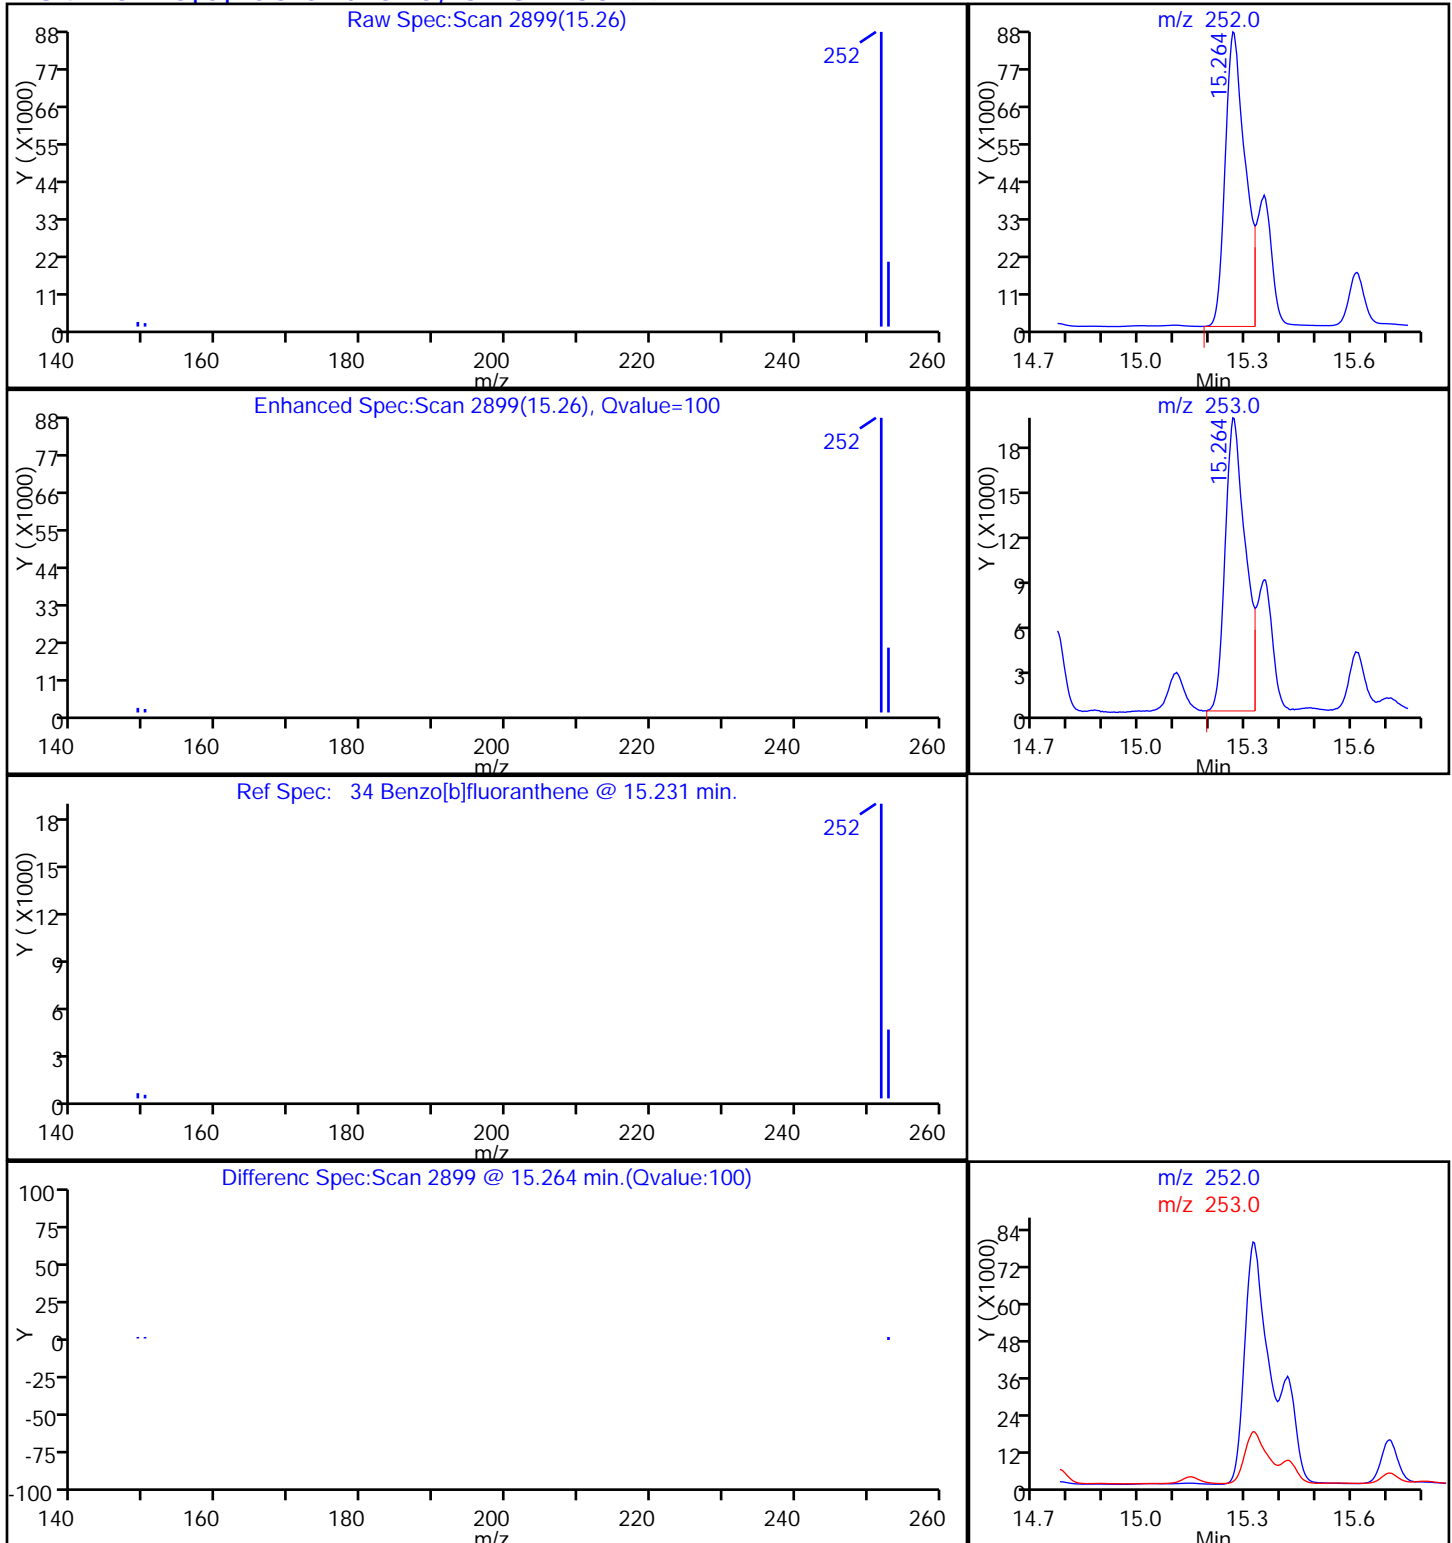 Raw Spec:Scan 2899(15.26)
252
88
77
66
55
44
33
22
11
0
Y ( X1000)
140 160 180 200 220 240 260
m/z
m/z 252.0
15.264
88
77
66
55
44
33
22
11
0
Y ( X1000)
14.7 15.0 15.3 15.6
Min
Enhanced Spec:Scan 2899(15.26), Qvalue=100
252
88
77
66
55
44
33
22
11
0
Y ( X1000)
140 160 180 200 220 240 260
m/z
m/z 253.0
15.264
18
15
12
9
6
3
0
Y ( X1000)
14.7 15.0 15.3 15.6
Min
Ref Spec: 34 Benzo[b]fluoranthene @ 15.231 min.
252
18
15
12
9
6
3
0
Y ( X1000)
140 160 180 200 220 240 260
m/z
Differenc Spec:Scan 2899 @ 15.264 min.(Qvalue:100)
100
75
50
25
0
-25
-50
-75
-100
Y
140 160 180 200 220 240 260
m/z
m/z 252.0
m/z 253.0
84
72
60
48
36
24
12
0
Y ( X1000)
14.7 15.0 15.3 15.6
Min